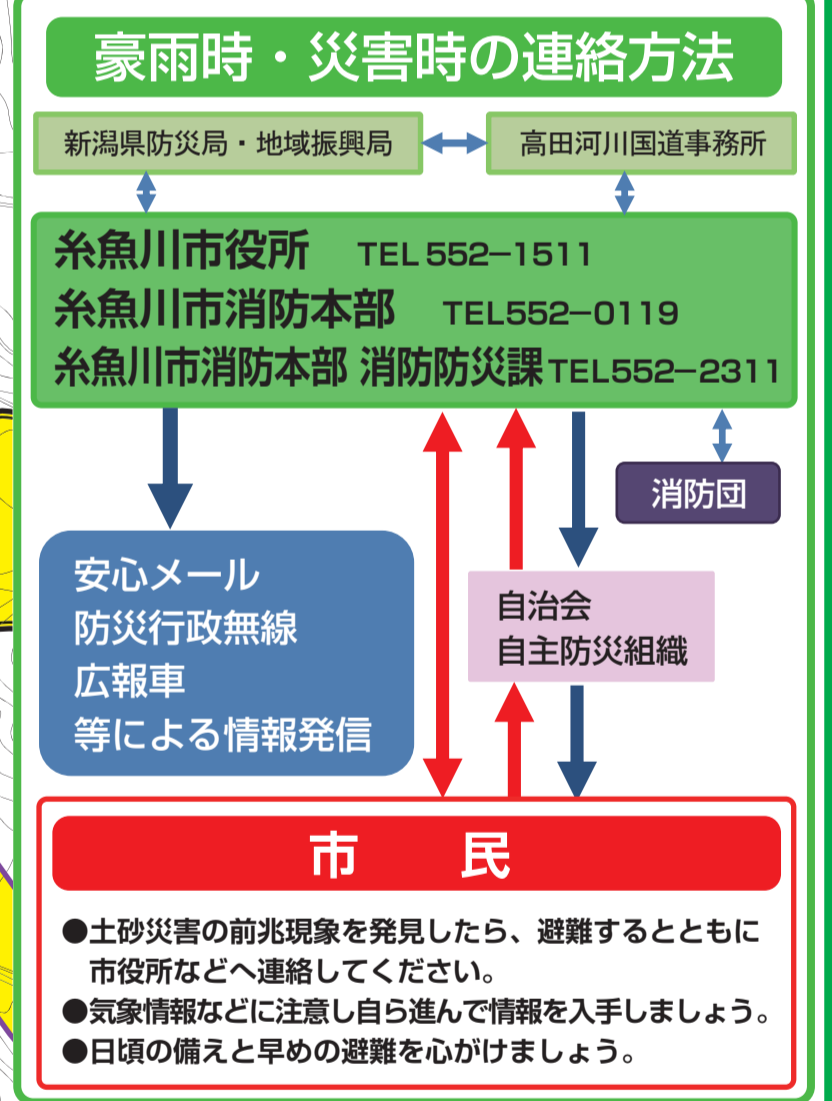 豪雨時・災害時の連絡方法
新潟県防災局・地域振興局
高田河川国道事務所
糸魚川市役所 TEL 552−1511
糸魚川市消防本部 TEL552−0119
糸魚川市消防本部 消防防災課 TEL552−2311
消防団
安心メール
防災行政無線
広報車
等による情報発信
自治会
自主防災組織
市 民
●土砂災害の前兆現象を発見したら、避難するとともに
市役所などへ連絡してください。
●気象情報などに注意し自ら進んで情報を入手しましょう。
●日頃の備えと早めの避難を心がけましょう。